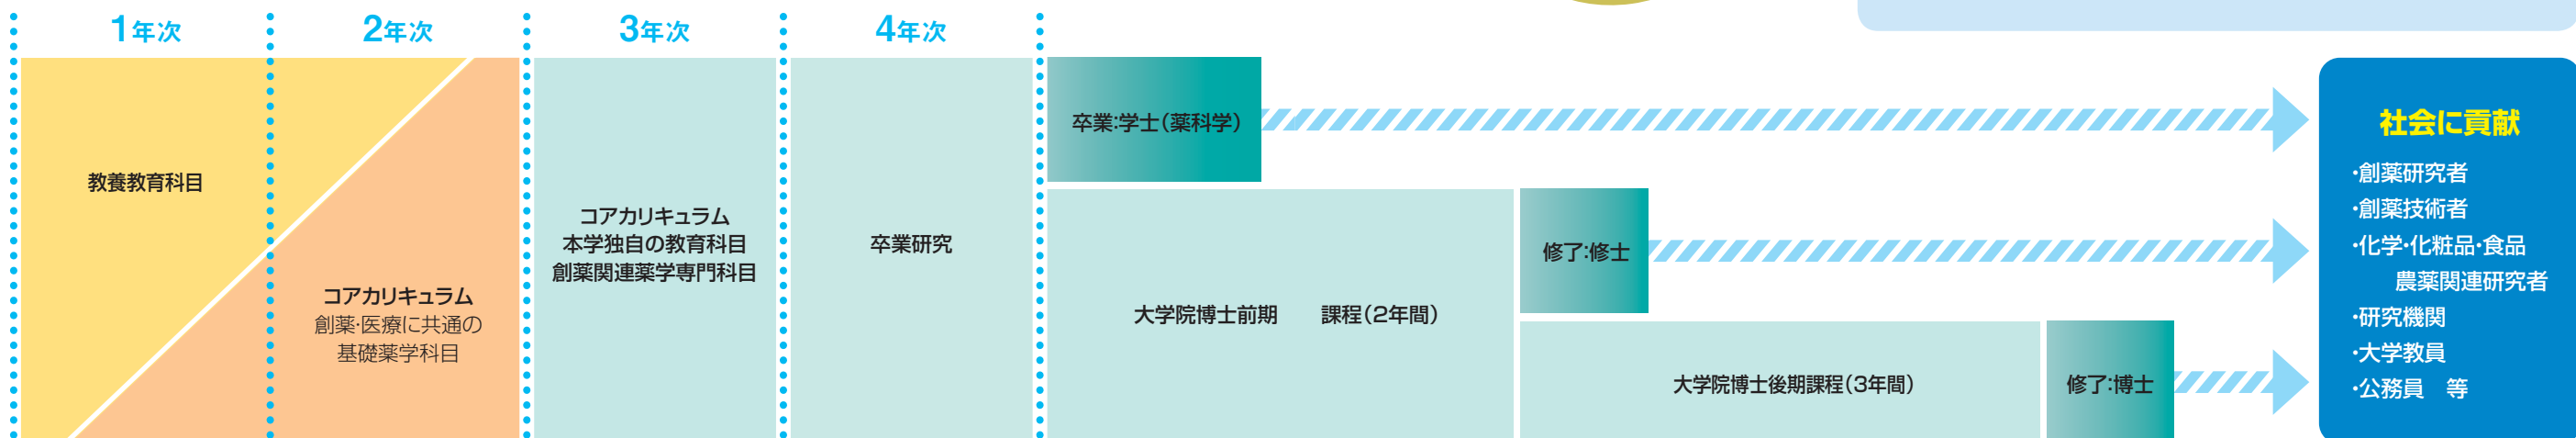 1年次
2年次
3年次
4年次
教養教育科目
コアカリキュラム
創薬・医療に共通の
基礎薬学科目
コアカリキュラム
本学独自の教育科目
創薬関連薬学専門科目
卒業研究
卒業:学士(薬科学)
大学院博士前期　課程(2年間)
修了:修士
大学院博士後期課程(3年間)
修了:博士
社会に貢献
・創薬研究者
・創薬技術者
・化学・化粧品・食品
農薬関連研究者
・研究機関
・大学教員
・公務員　等